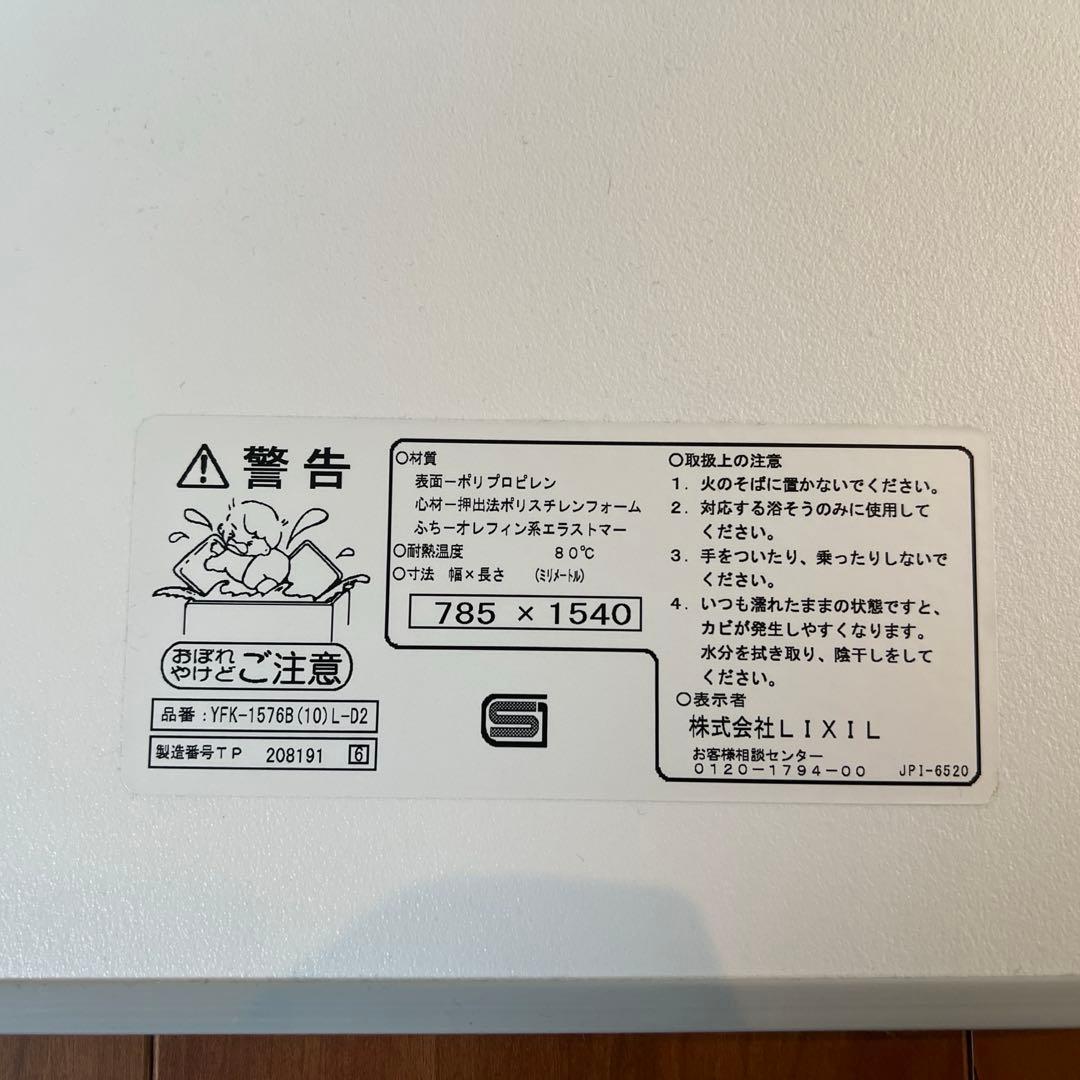 警告
おぼれ
やけど ご注意
品番：YFK-1576B(10)L-D2
製造番号TP 208191 6
○材質
表面ーポリプロピレン
心材ー押出法ポリスチレンフォーム
ふちーオレフィン系エラストマー
○耐熱温度 80℃
○寸法 幅×長さ (ミリメートル)
785 × 1540
○取扱上の注意
1. 火のそばに置かないでください。
2. 対応する浴そうのみに使用して
ください。
3. 手をついたり、乗ったりしないで
ください。
4. いつも濡れたままの状態ですと、
カビが発生しやすくなります。
水分を拭き取り、陰干しをして
ください。
○表示者
株式会社LIXIL
お客様相談センター
0120-1794-00 JPI-6520